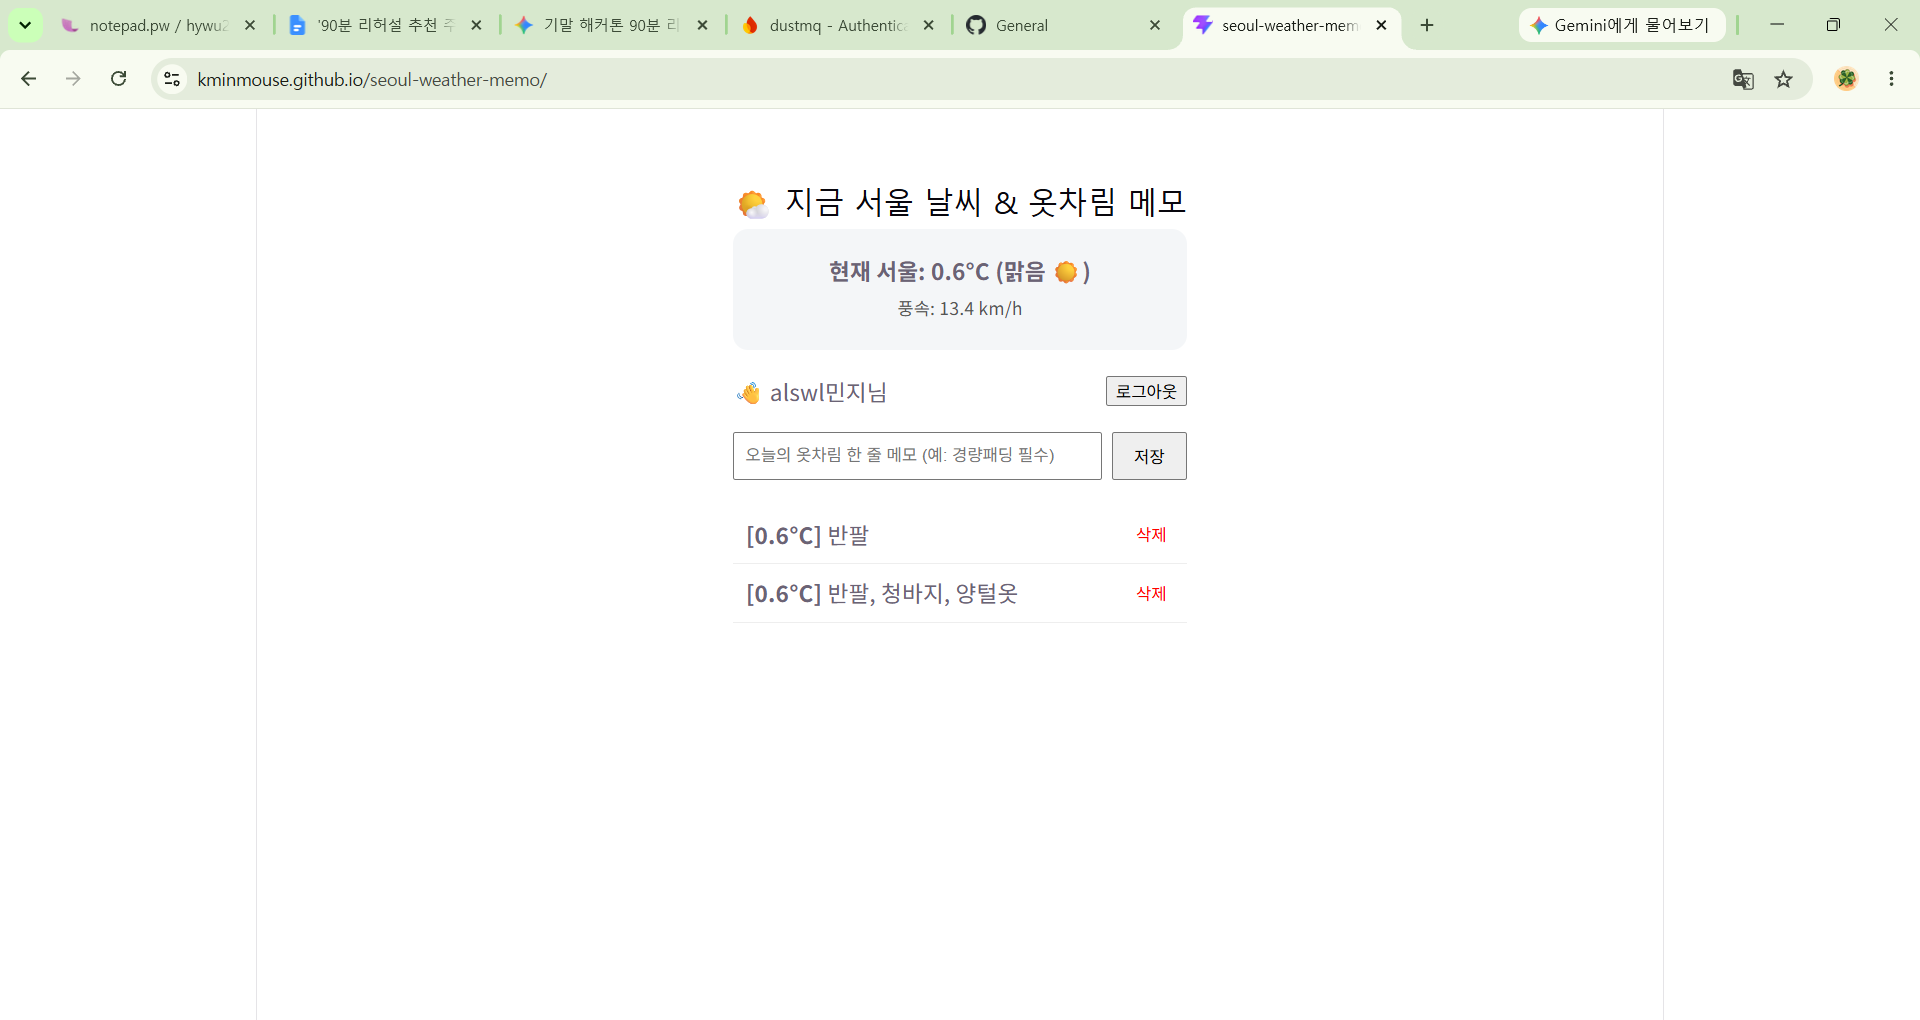 notepad.pw / hywu2
'90분 리허설 추천 주
기말 해커톤 90분 리
dustmq - Authentica
General
seoul-weather-mem
Gemini에게 물어보기
kminmouse.github.io/seoul-weather-memo/
지금 서울 날씨 & 옷차림 메모
현재 서울: 0.6°C (맑음 )
풍속: 13.4 km/h
alswl민지님
로그아웃
오늘의 옷차림 한 줄 메모 (예: 경량패딩 필수)
저장
[0.6°C] 반팔
삭제
[0.6°C] 반팔, 청바지, 양털옷
삭제